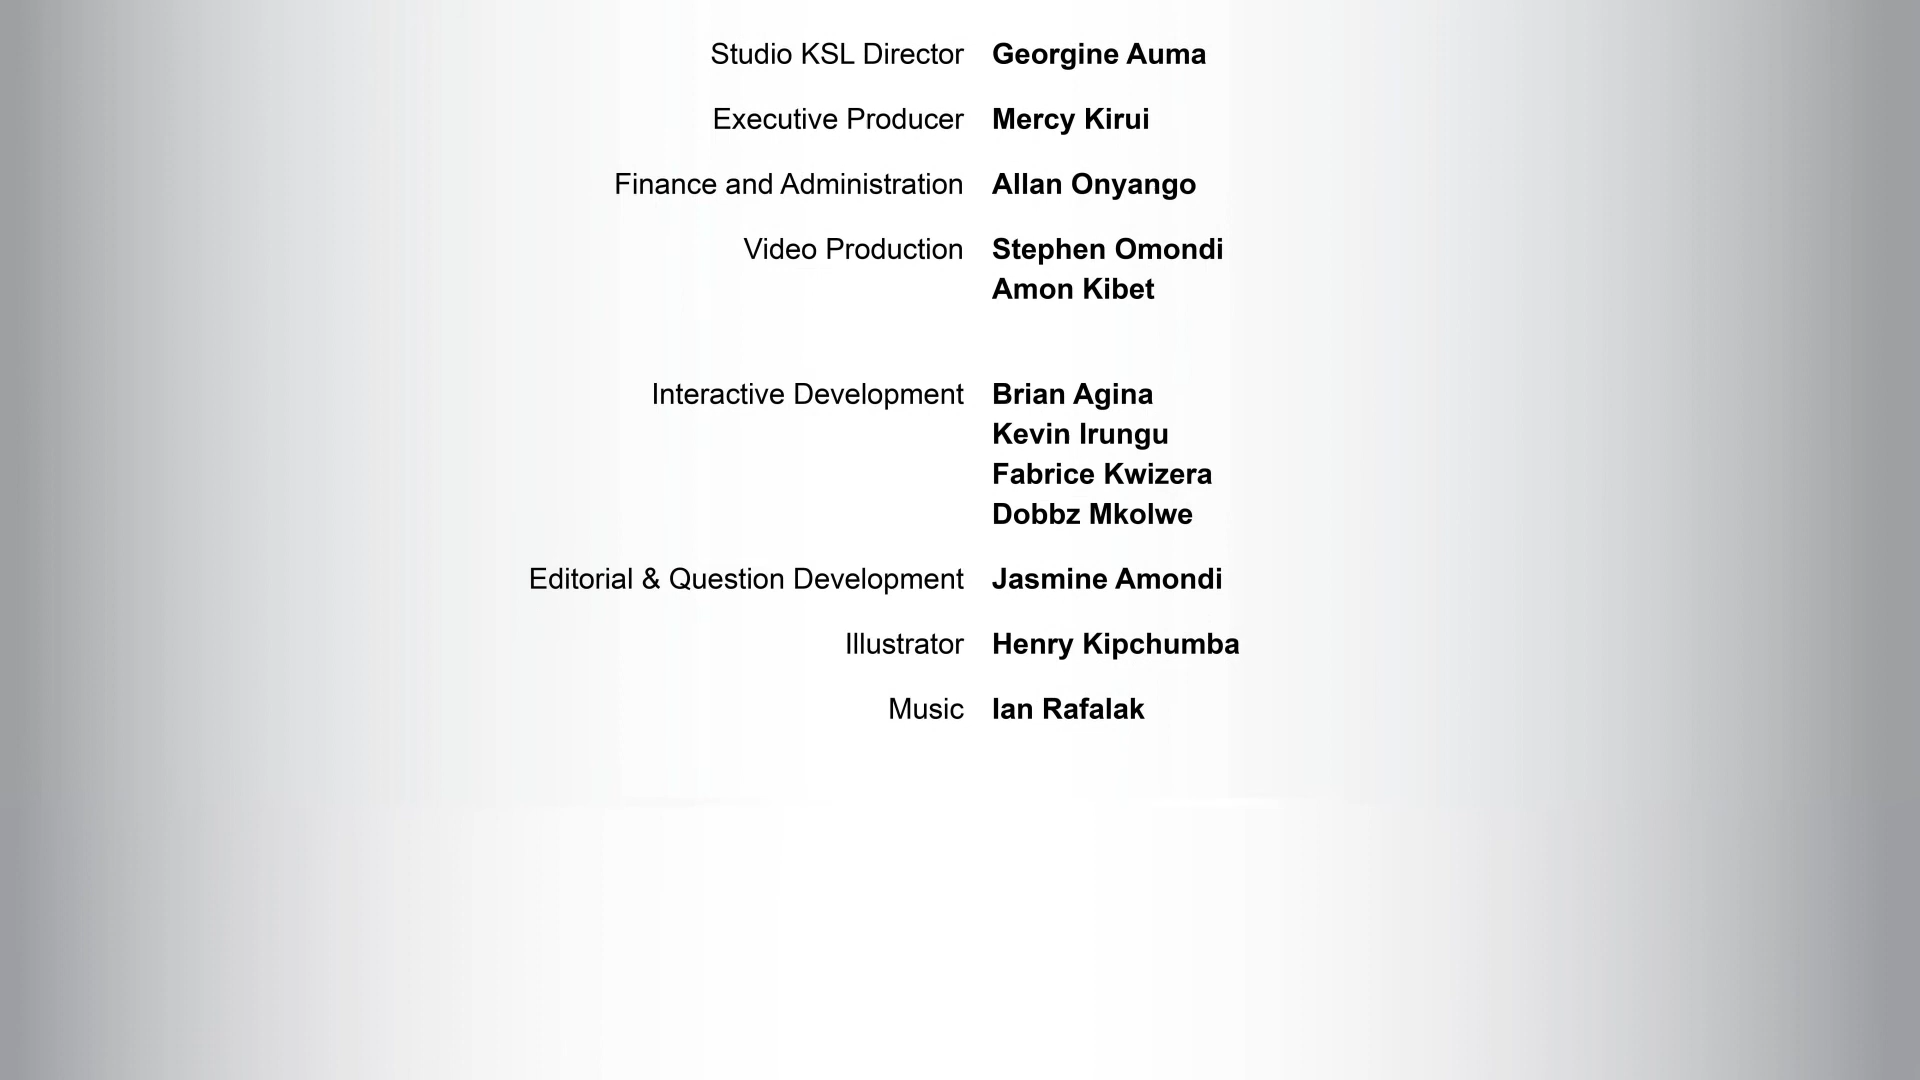 Studio KSL Director Georgine Auma
Executive Producer Mercy Kirui
Finance and Administration Allan Onyango
Video Production Stephen Omondi
Amon Kibet
Interactive Development Brian Agina
Kevin Irungu
Fabrice Kwizera
Dobbz Mkolwe
Editorial & Question Development Jasmine Amondi
Illustrator Henry Kipchumba
Music Ian Rafalak